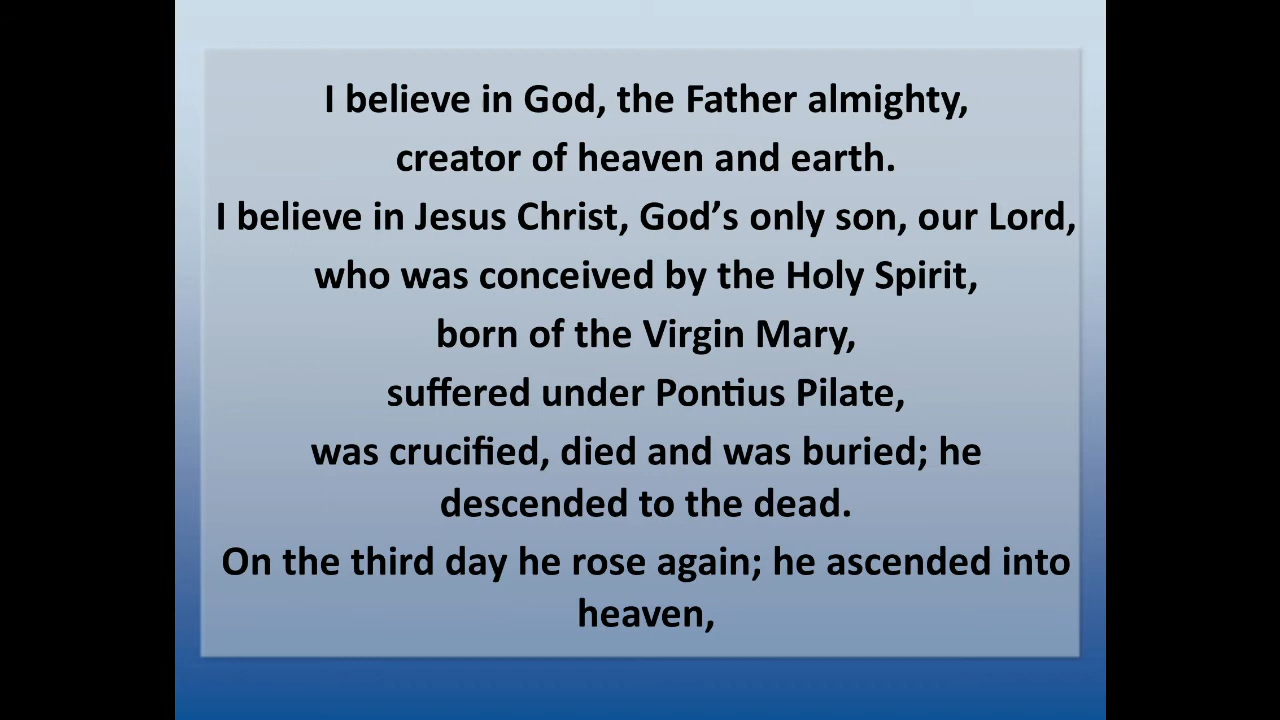 I believe in God, the Father almighty,
creator of heaven and earth.
I believe in Jesus Christ, God’s only son, our Lord,
who was conceived by the Holy Spirit,
born of the Virgin Mary,
suffered under Pontius Pilate,
was crucified, died and was buried; he
descended to the dead.
On the third day he rose again; he ascended into
heaven,